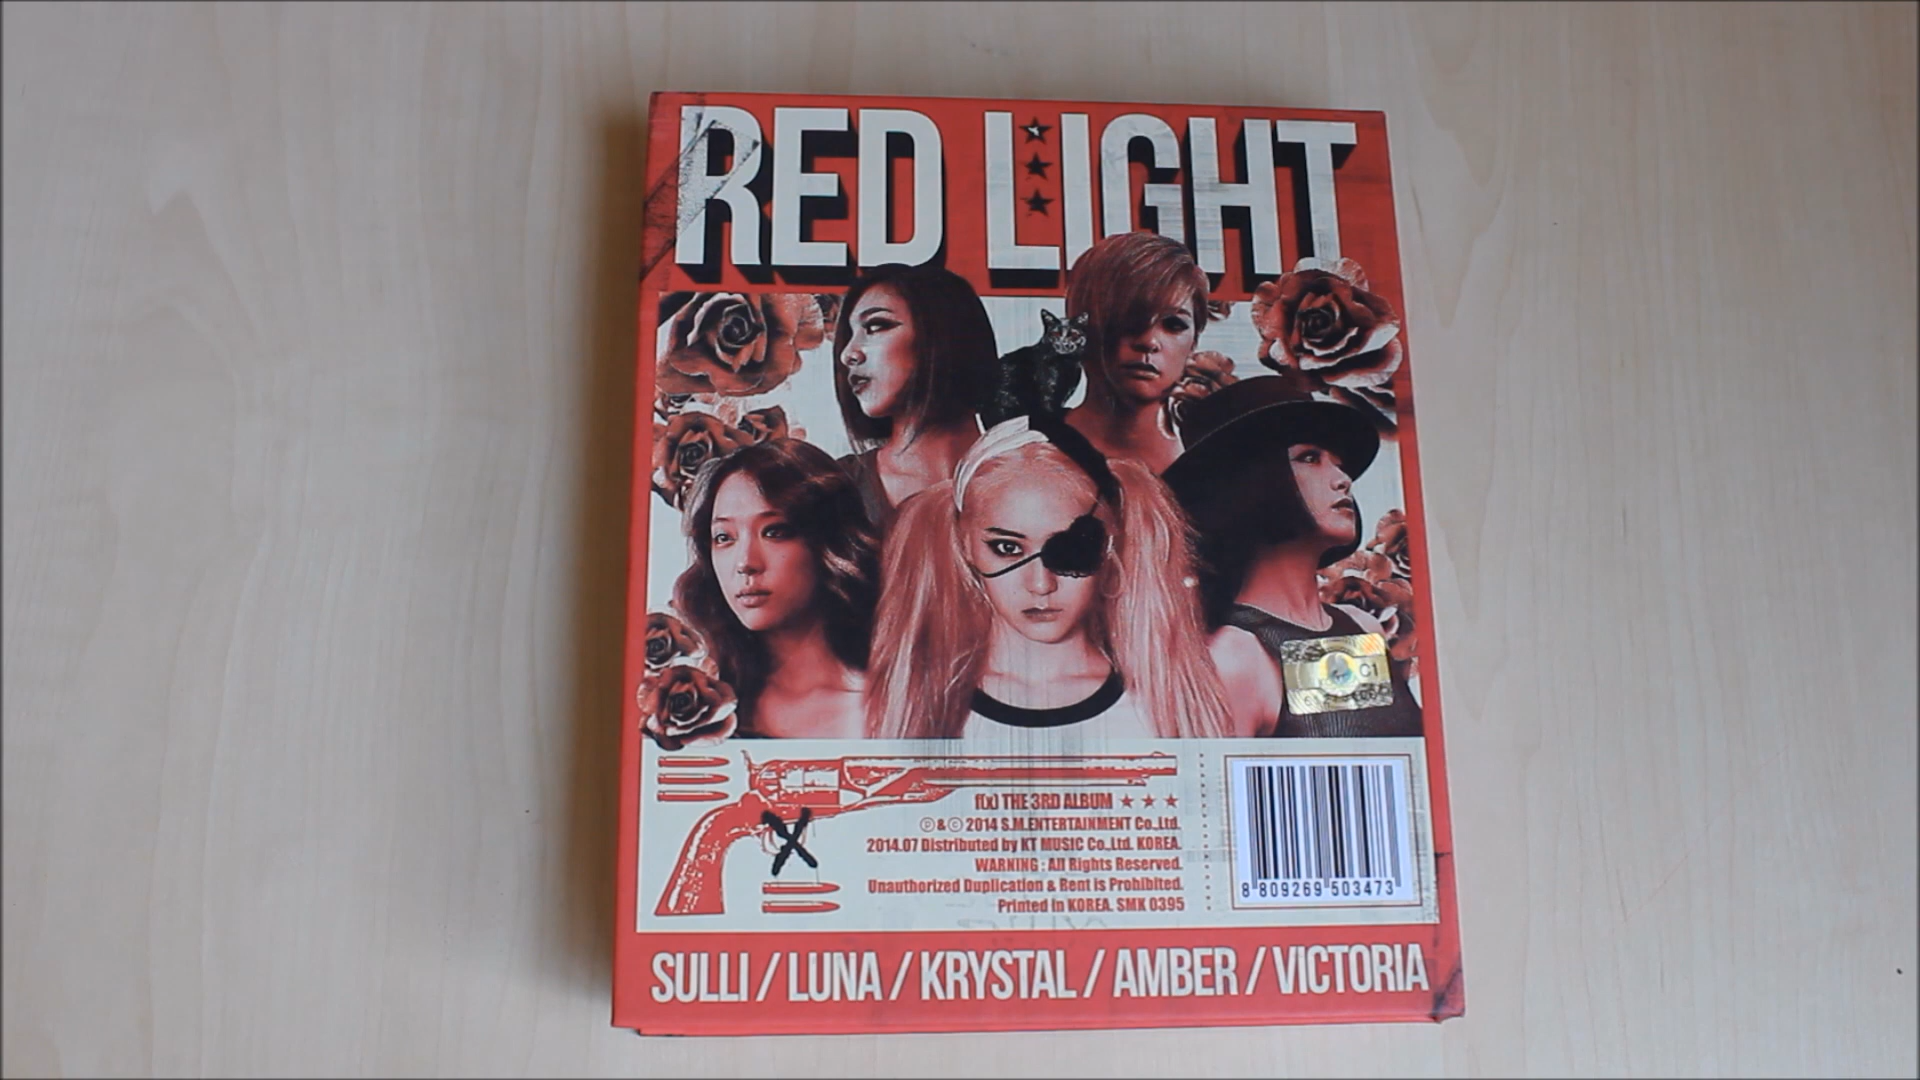 RED LIGHT
C1
f(x) THE 3RD ALBUM ★ ★ ★
ⓟ & ⓒ 2014 S.M.ENTERTAINMENT Co.,Ltd.
2014.07 Distributed by KT MUSIC Co.,Ltd. KOREA.
WARNING : All Rights Reserved.
Unauthorized Duplication & Rent is Prohibited.
Printed in KOREA. SMK 0395
8 809269 503473
SULLI / LUNA / KRYSTAL / AMBER / VICTORIA